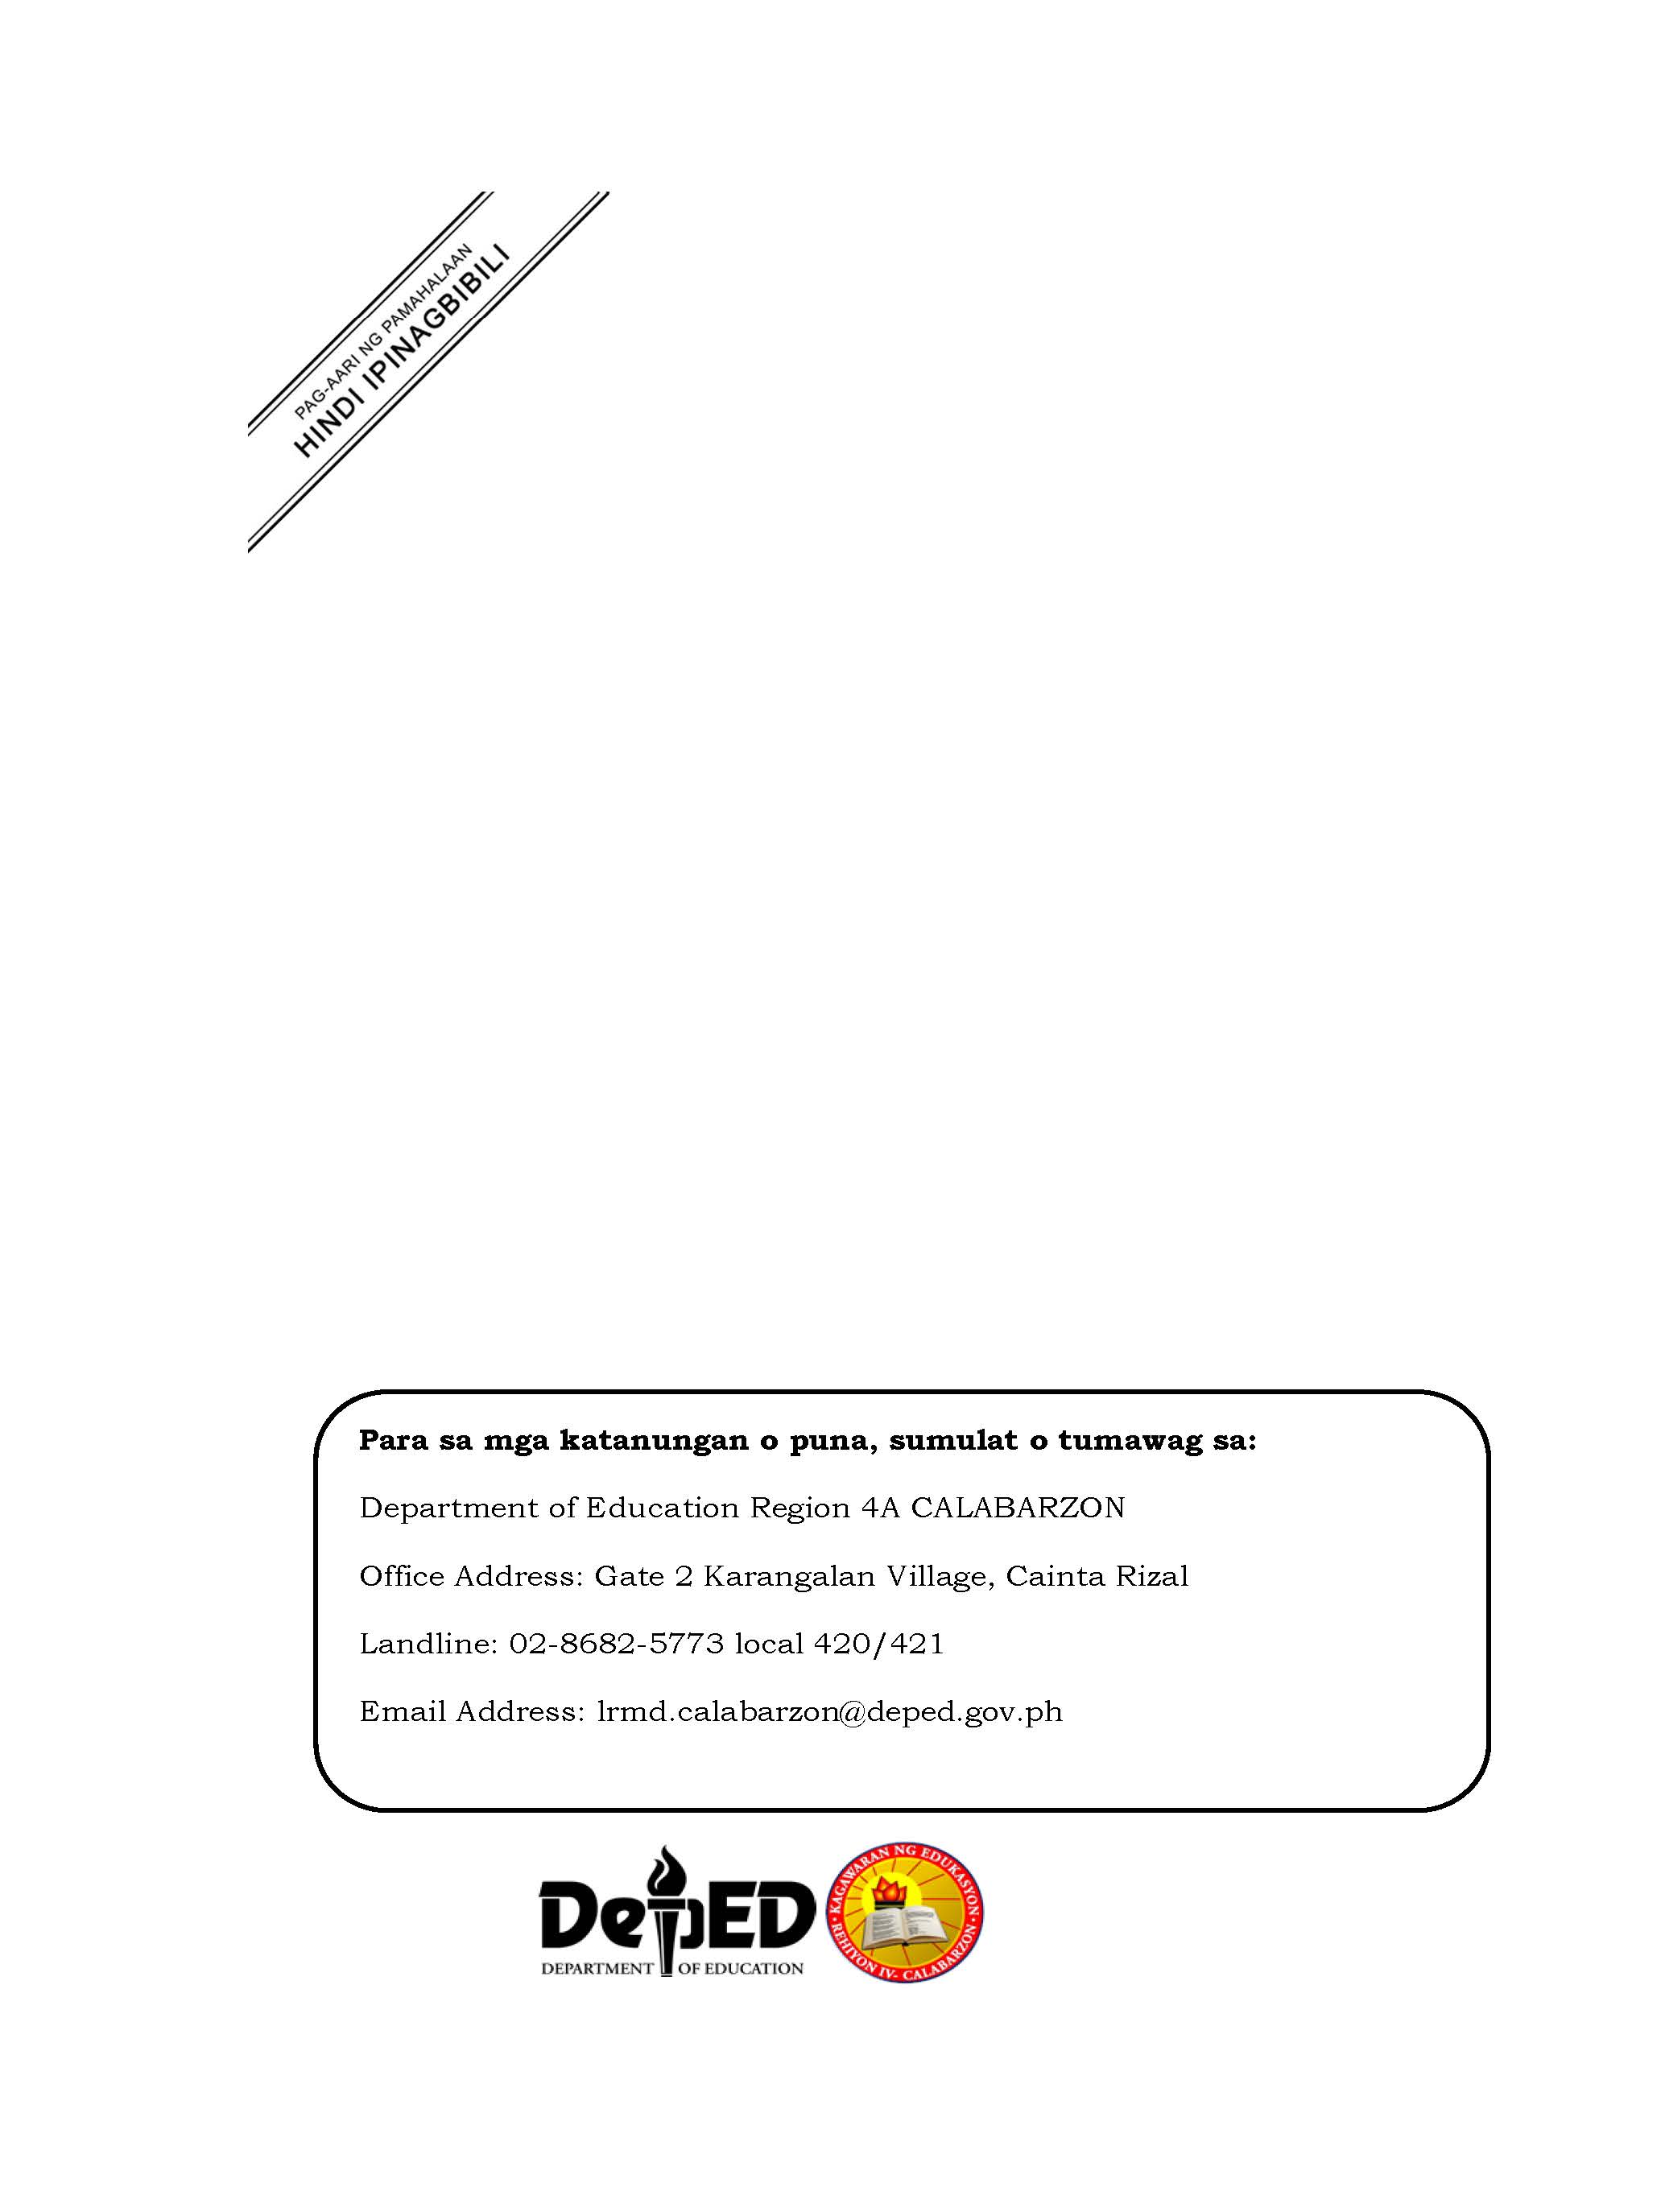 PAG-AARI NG PAMAHALAAN
HINDI IPINAGBIBILI
Para sa mga katanungan o puna, sumulat o tumawag sa:
Department of Education Region 4A CALABARZON
Office Address: Gate 2 Karangalan Village, Cainta Rizal
Landline: 02-8682-5773 local 420/421
Email Address: lrmd.calabarzon@deped.gov.ph
DepED
DEPARTMENT OF EDUCATION
KAGAWARAN NG EDUKASYON
REHIYON IV- CALABARZON